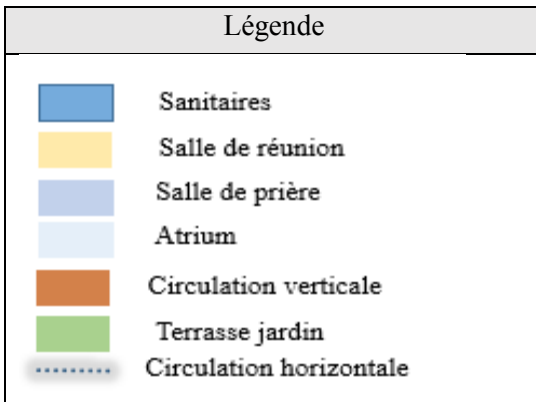 Légende
Sanitaires
Salle de réunion
Salle de prière
Atrium
Circulation verticale
Terrasse jardin
Circulation horizontale